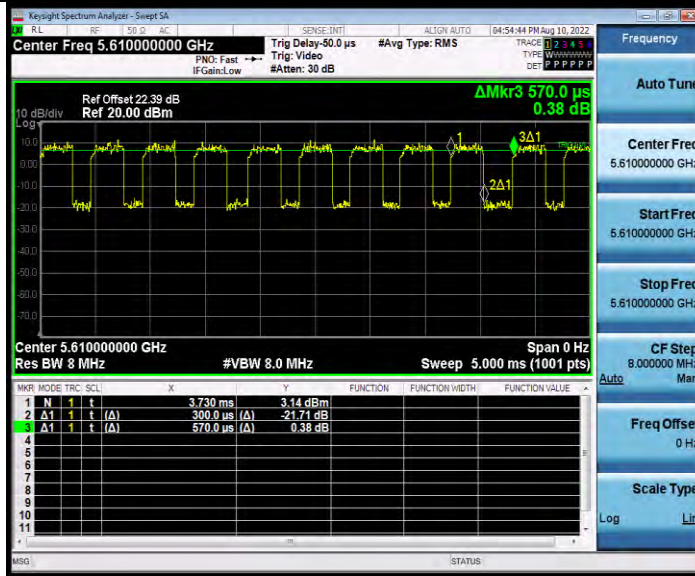 Keysight Spectrum Analyzer - Swept SA
RL RF 50 Ω AC SENSE:INT ALIGN AUTO 04:54:44 PM Aug 10, 2022
Center Freq 5.610000000 GHz
PNO: Fast
IFGain:Low
Trig Delay-50.0 µs
Trig: Video
#Atten: 30 dB
#Avg Type: RMS
TRACE 1 2 3 4 5 6
TYPE WWWWWW
DET P P P P P P
ΔMkr3 570.0 µs
0.38 dB
Ref Offset 22.39 dB
10 dB/div Ref 20.00 dBm
Log
10.0
0.00
-10.0
-20.0
-30.0
-40.0
-50.0
-60.0
-70.0
1
3Δ1
2Δ1
Center 5.610000000 GHz Span 0 Hz
Res BW 8 MHz #VBW 8.0 MHz Sweep 5.000 ms (1001 pts)
MKR MODE TRC SCL X Y FUNCTION FUNCTION WIDTH FUNCTION VALUE
1 N 1 t 3.730 ms 3.14 dBm
2 Δ1 1 t (Δ) 300.0 µs (Δ) -21.71 dB
3 Δ1 1 t (Δ) 570.0 µs (Δ) 0.38 dB
4
5
6
7
8
9
10
11
MSG STATUS
Frequency
Auto Tune
Center Freq
5.610000000 GHz
Start Freq
5.610000000 GHz
Stop Freq
5.610000000 GHz
CF Step
8.000000 MHz
Auto Man
Freq Offset
0 Hz
Scale Type
Log Lin